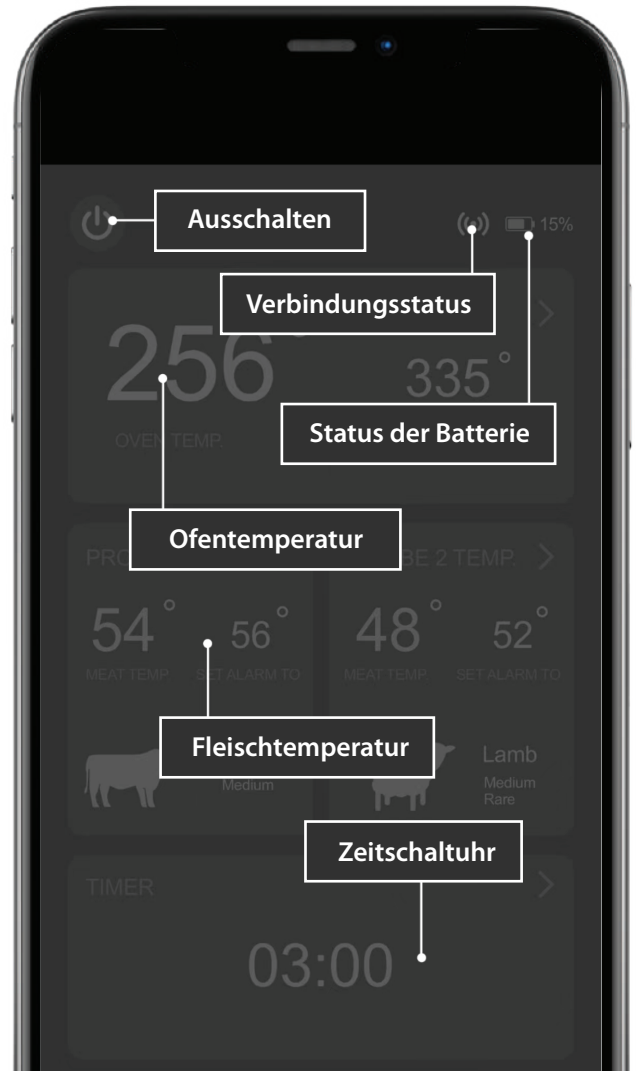 Ausschalten
15%
Verbindungsstatus
256°
335°
Status der Batterie
OVEN TEMP.
Ofentemperatur
BE 2 TEMP.
54° 56° 48° 52°
MEAT TEMP SET ALARM TO MEAT TEMP SET ALARM TO
Fleischtemperatur
Lamb
Medium
Medium
Rare
Zeitschaltuhr
TIMER
03:00